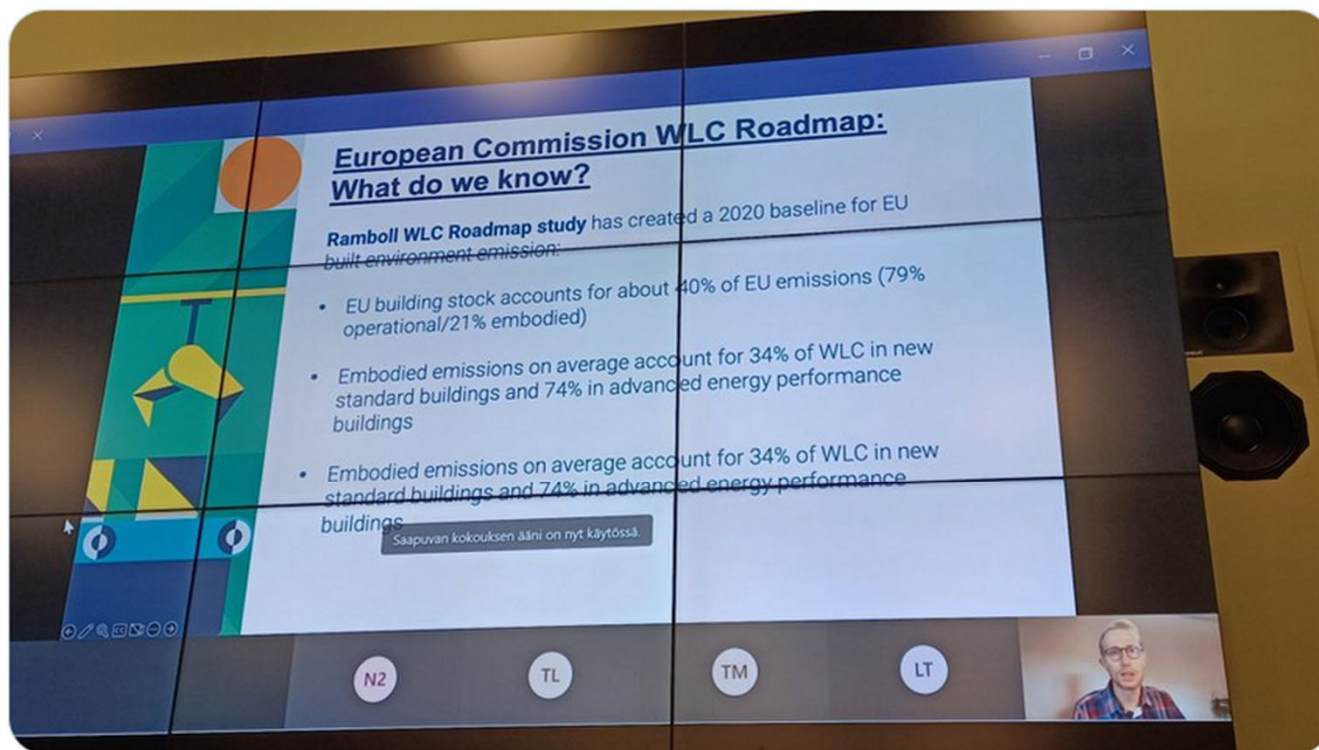 European Commission WLC Roadmap:
What do we know?
Ramboll WLC Roadmap study has created a 2020 baseline for EU
built environment emission:
• EU building stock accounts for about 40% of EU emissions (79%
operational/21% embodied)
• Embodied emissions on average account for 34% of WLC in new
standard buildings and 74% in advanced energy performance
buildings
• Embodied emissions on average account for 34% of WLC in new
standard buildings and 74% in advanced energy performance
buildings
Saapuvan kokouksen ääni on nyt käytössä.
N2
TL
TM
LT